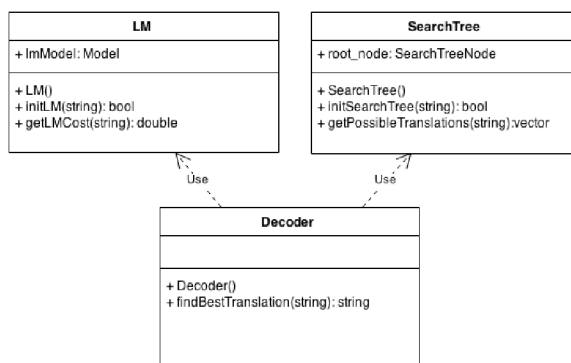 LM
+ lmModel: Model
+ LM()
+ initLM(string): bool
+ getLMCost(string): double
SearchTree
+ root_node: SearchTreeNode
+ SearchTree()
+ initSearchTree(string): bool
+ getPossibleTranslations(string):vector
Use
Use
Decoder
+ Decoder()
+ findBestTranslation(string): string